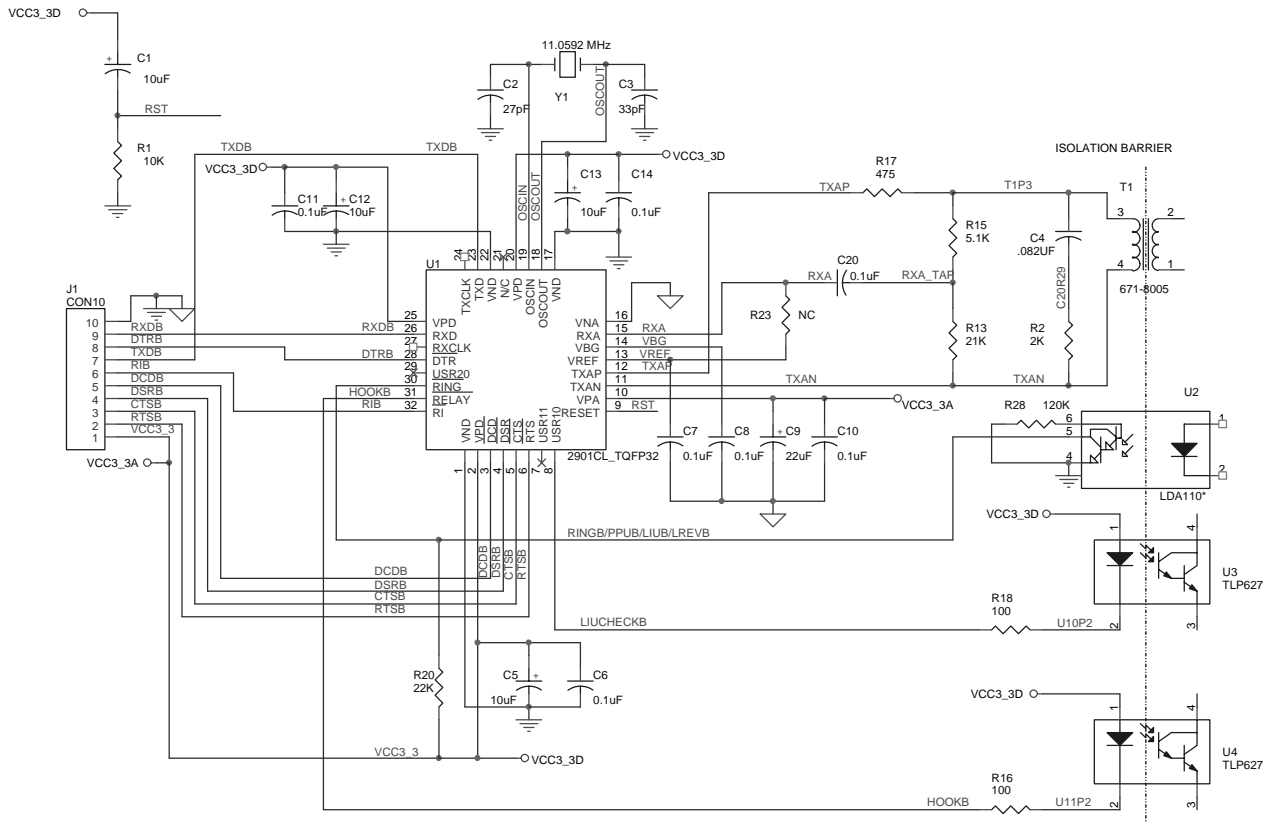 VCC3_3D
C1
10uF
RST
R1
10K
11.0592 MHz
C2
27pF
Y1
OSCOUT
C3
33pF
TXDB
TXDB
VCC3_3D
C11
0.1uF
C12
10uF
OSCIN
OSCOUT
VCC3_3D
C13
10uF
C14
0.1uF
ISOLATION BARRIER
R17
475
TXAP
T1P3
T1
R15
5.1K
C4
.082UF
3
4
2
1
671-8005
C20
0.1uF
RXA
RXA_TAP
C20R29
R23
NC
R13
21K
R2
2K
TXAN
TXAN
J1
CON10
10
9
8
7
6
5
4
3
2
1
RXDB
DTRB
TXDB
RIB
DCDB
DSRB
CTSB
RTSB
VCC3_3
VCC3_3A
RXDB
DTRB
HOOKB
RIB
U1
24
23
22
21
20
19
18
17
TXCLK
TXD
VND
N/C
VPD
OSCIN
OSCOUT
VND
25
26
27
28
29
30
31
32
VPD
RXD
RXCLK
DTR
USR20
RING
RELAY
RI
VNA
RXA
VBG
VREF
TXAP
TXAN
VPA
RESET
16
15
14
13
12
11
10
9
RXA
VBG
VREF
TXAP
RST
VND
VPD
DCD
DSR
CTS
RTS
USR11
USR10
1
2
3
4
5
6
7
8
2901CL_TQFP32
VCC3_3A
C7
0.1uF
C8
0.1uF
C9
22uF
C10
0.1uF
R28
120K
U2
6
5
4
1
2
LDA110*
RINGB/PPUB/LIUB/LREVB
DCDB
DSRB
CTSB
RTSB
DCDB
DSRB
CTSB
RTSB
VCC3_3D
1
4
U3
TLP627
2
3
R18
100
LIUCHECKB
U10P2
R20
22K
C5
10uF
C6
0.1uF
VCC3_3
VCC3_3D
VCC3_3D
1
4
U4
TLP627
2
3
R16
100
HOOKB
U11P2